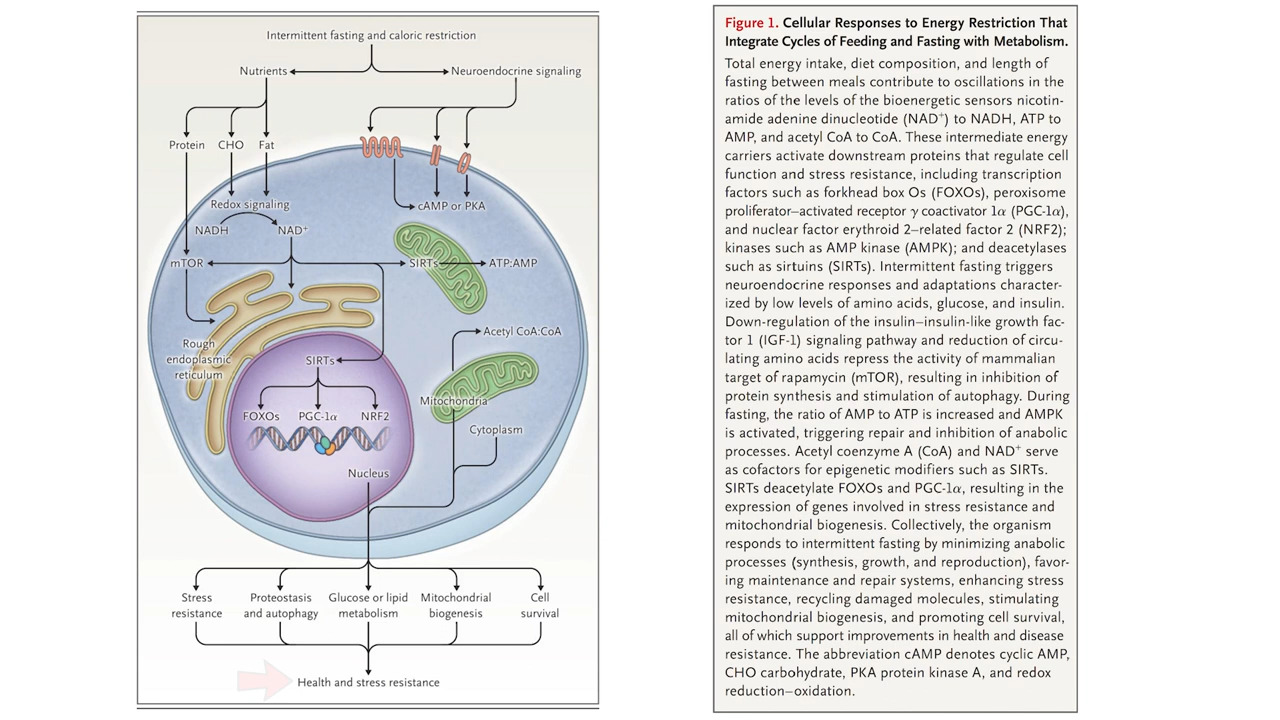 Intermittent fasting and caloric restriction
Nutrients
Neuroendocrine signaling
Protein
CHO
Fat
Redox signaling
cAMP or PKA
NADH
NAD⁺
mTOR
SIRTs
ATP:AMP
Rough
endoplasmic
reticulum
Acetyl CoA:CoA
SIRTs
Mitochondria
FOXOs
PGC-1α
NRF2
Cytoplasm
Nucleus
Stress
resistance
Proteostasis
and autophagy
Glucose or lipid
metabolism
Mitochondrial
biogenesis
Cell
survival
Health and stress resistance
Figure 1. Cellular Responses to Energy Restriction That
Integrate Cycles of Feeding and Fasting with Metabolism.
Total energy intake, diet composition, and length of
fasting between meals contribute to oscillations in the
ratios of the levels of the bioenergetic sensors nicotin-
amide adenine dinucleotide (NAD⁺) to NADH, ATP to
AMP, and acetyl CoA to CoA. These intermediate energy
carriers activate downstream proteins that regulate cell
function and stress resistance, including transcription
factors such as forkhead box Os (FOXOs), peroxisome
proliferator–activated receptor γ coactivator 1α (PGC-1α),
and nuclear factor erythroid 2–related factor 2 (NRF2);
kinases such as AMP kinase (AMPK); and deacetylases
such as sirtuins (SIRTs). Intermittent fasting triggers
neuroendocrine responses and adaptations character-
ized by low levels of amino acids, glucose, and insulin.
Down-regulation of the insulin–insulin-like growth fac-
tor 1 (IGF-1) signaling pathway and reduction of circu-
lating amino acids repress the activity of mammalian
target of rapamycin (mTOR), resulting in inhibition of
protein synthesis and stimulation of autophagy. During
fasting, the ratio of AMP to ATP is increased and AMPK
is activated, triggering repair and inhibition of anabolic
processes. Acetyl coenzyme A (CoA) and NAD⁺ serve
as cofactors for epigenetic modifiers such as SIRTs.
SIRTs deacetylate FOXOs and PGC-1α, resulting in the
expression of genes involved in stress resistance and
mitochondrial biogenesis. Collectively, the organism
responds to intermittent fasting by minimizing anabolic
processes (synthesis, growth, and reproduction), favor-
ing maintenance and repair systems, enhancing stress
resistance, recycling damaged molecules, stimulating
mitochondrial biogenesis, and promoting cell survival,
all of which support improvements in health and disease
resistance. The abbreviation cAMP denotes cyclic AMP,
CHO carbohydrate, PKA protein kinase A, and redox
reduction–oxidation.